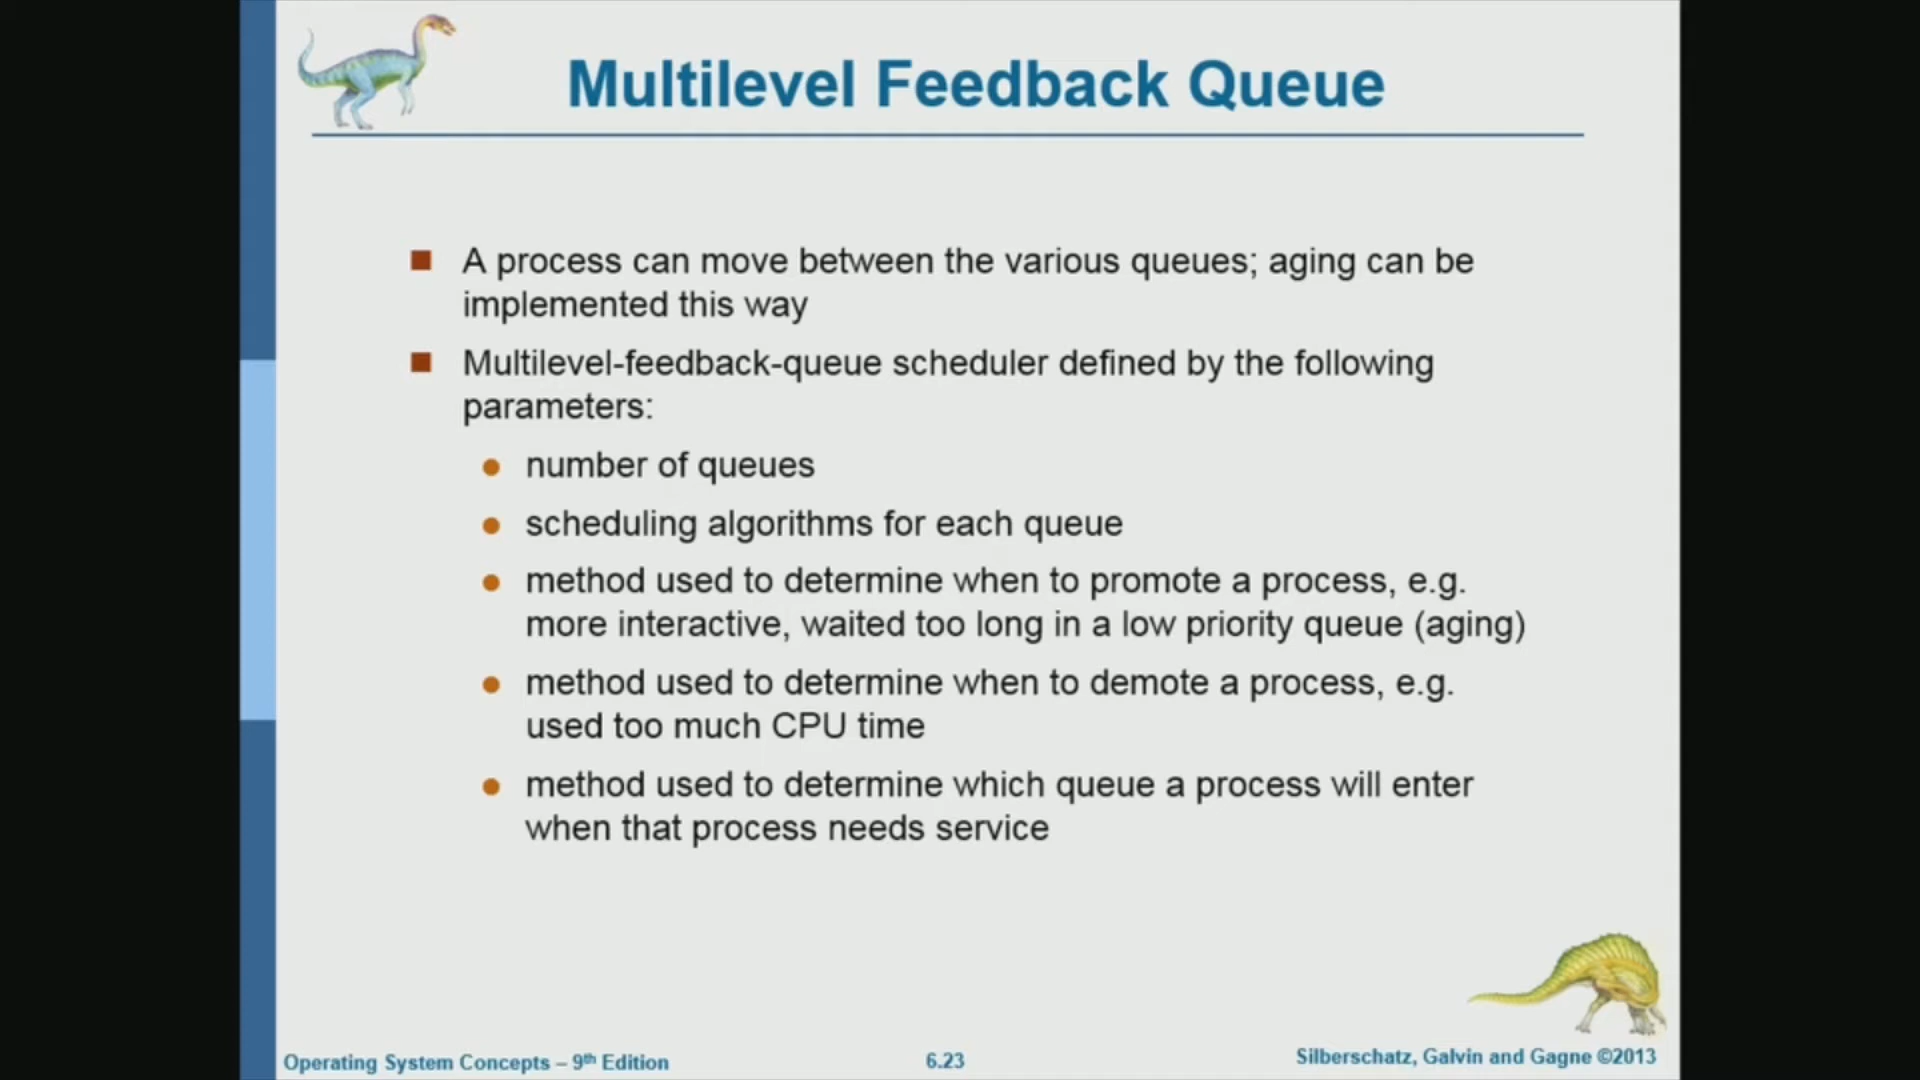 Multilevel Feedback Queue
A process can move between the various queues; aging can be
implemented this way
Multilevel-feedback-queue scheduler defined by the following
parameters:
number of queues
scheduling algorithms for each queue
method used to determine when to promote a process, e.g.
more interactive, waited too long in a low priority queue (aging)
method used to determine when to demote a process, e.g.
used too much CPU time
method used to determine which queue a process will enter
when that process needs service
Operating System Concepts – 9th Edition
6.23
Silberschatz, Galvin and Gagne ©2013